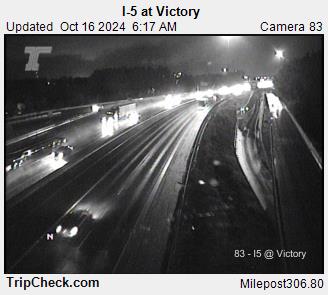 I-5 at Victory
Updated Oct 16 2024 6:17 AM Camera 83
T
N
83 - I5 @ Victory
TripCheck.com Milepost306.80